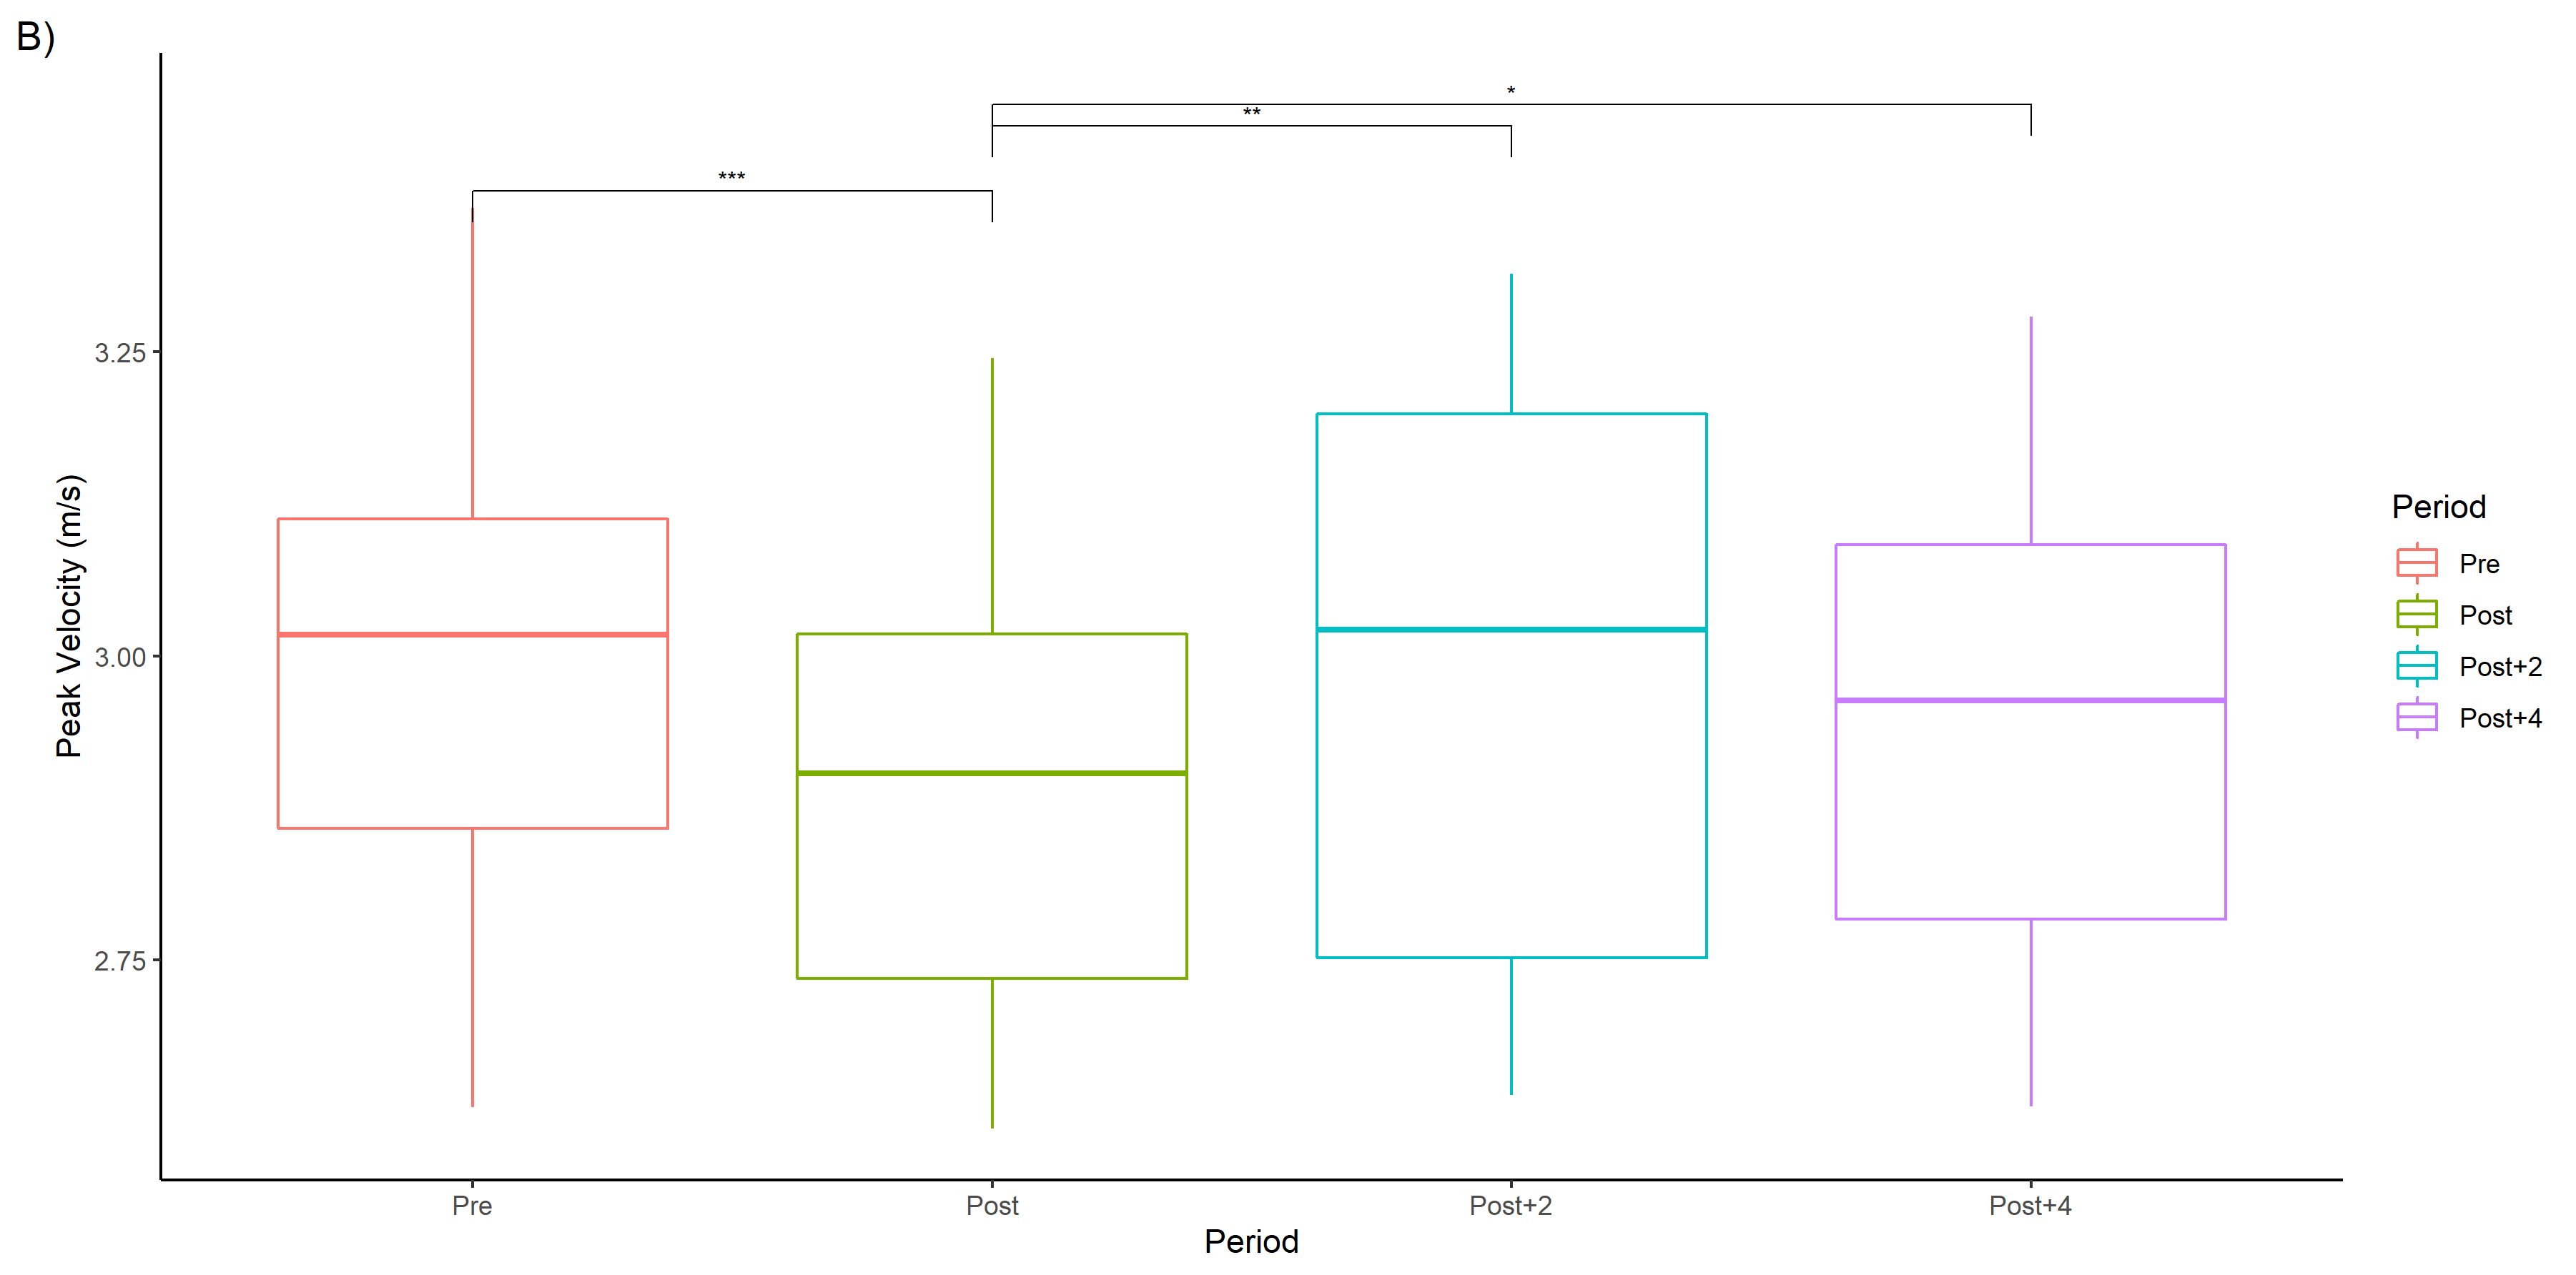 B)
*
**
***
3.25
3.00
2.75
Peak Velocity (m/s)
Pre
Post
Post+2
Post+4
Period
Period
Pre
Post
Post+2
Post+4